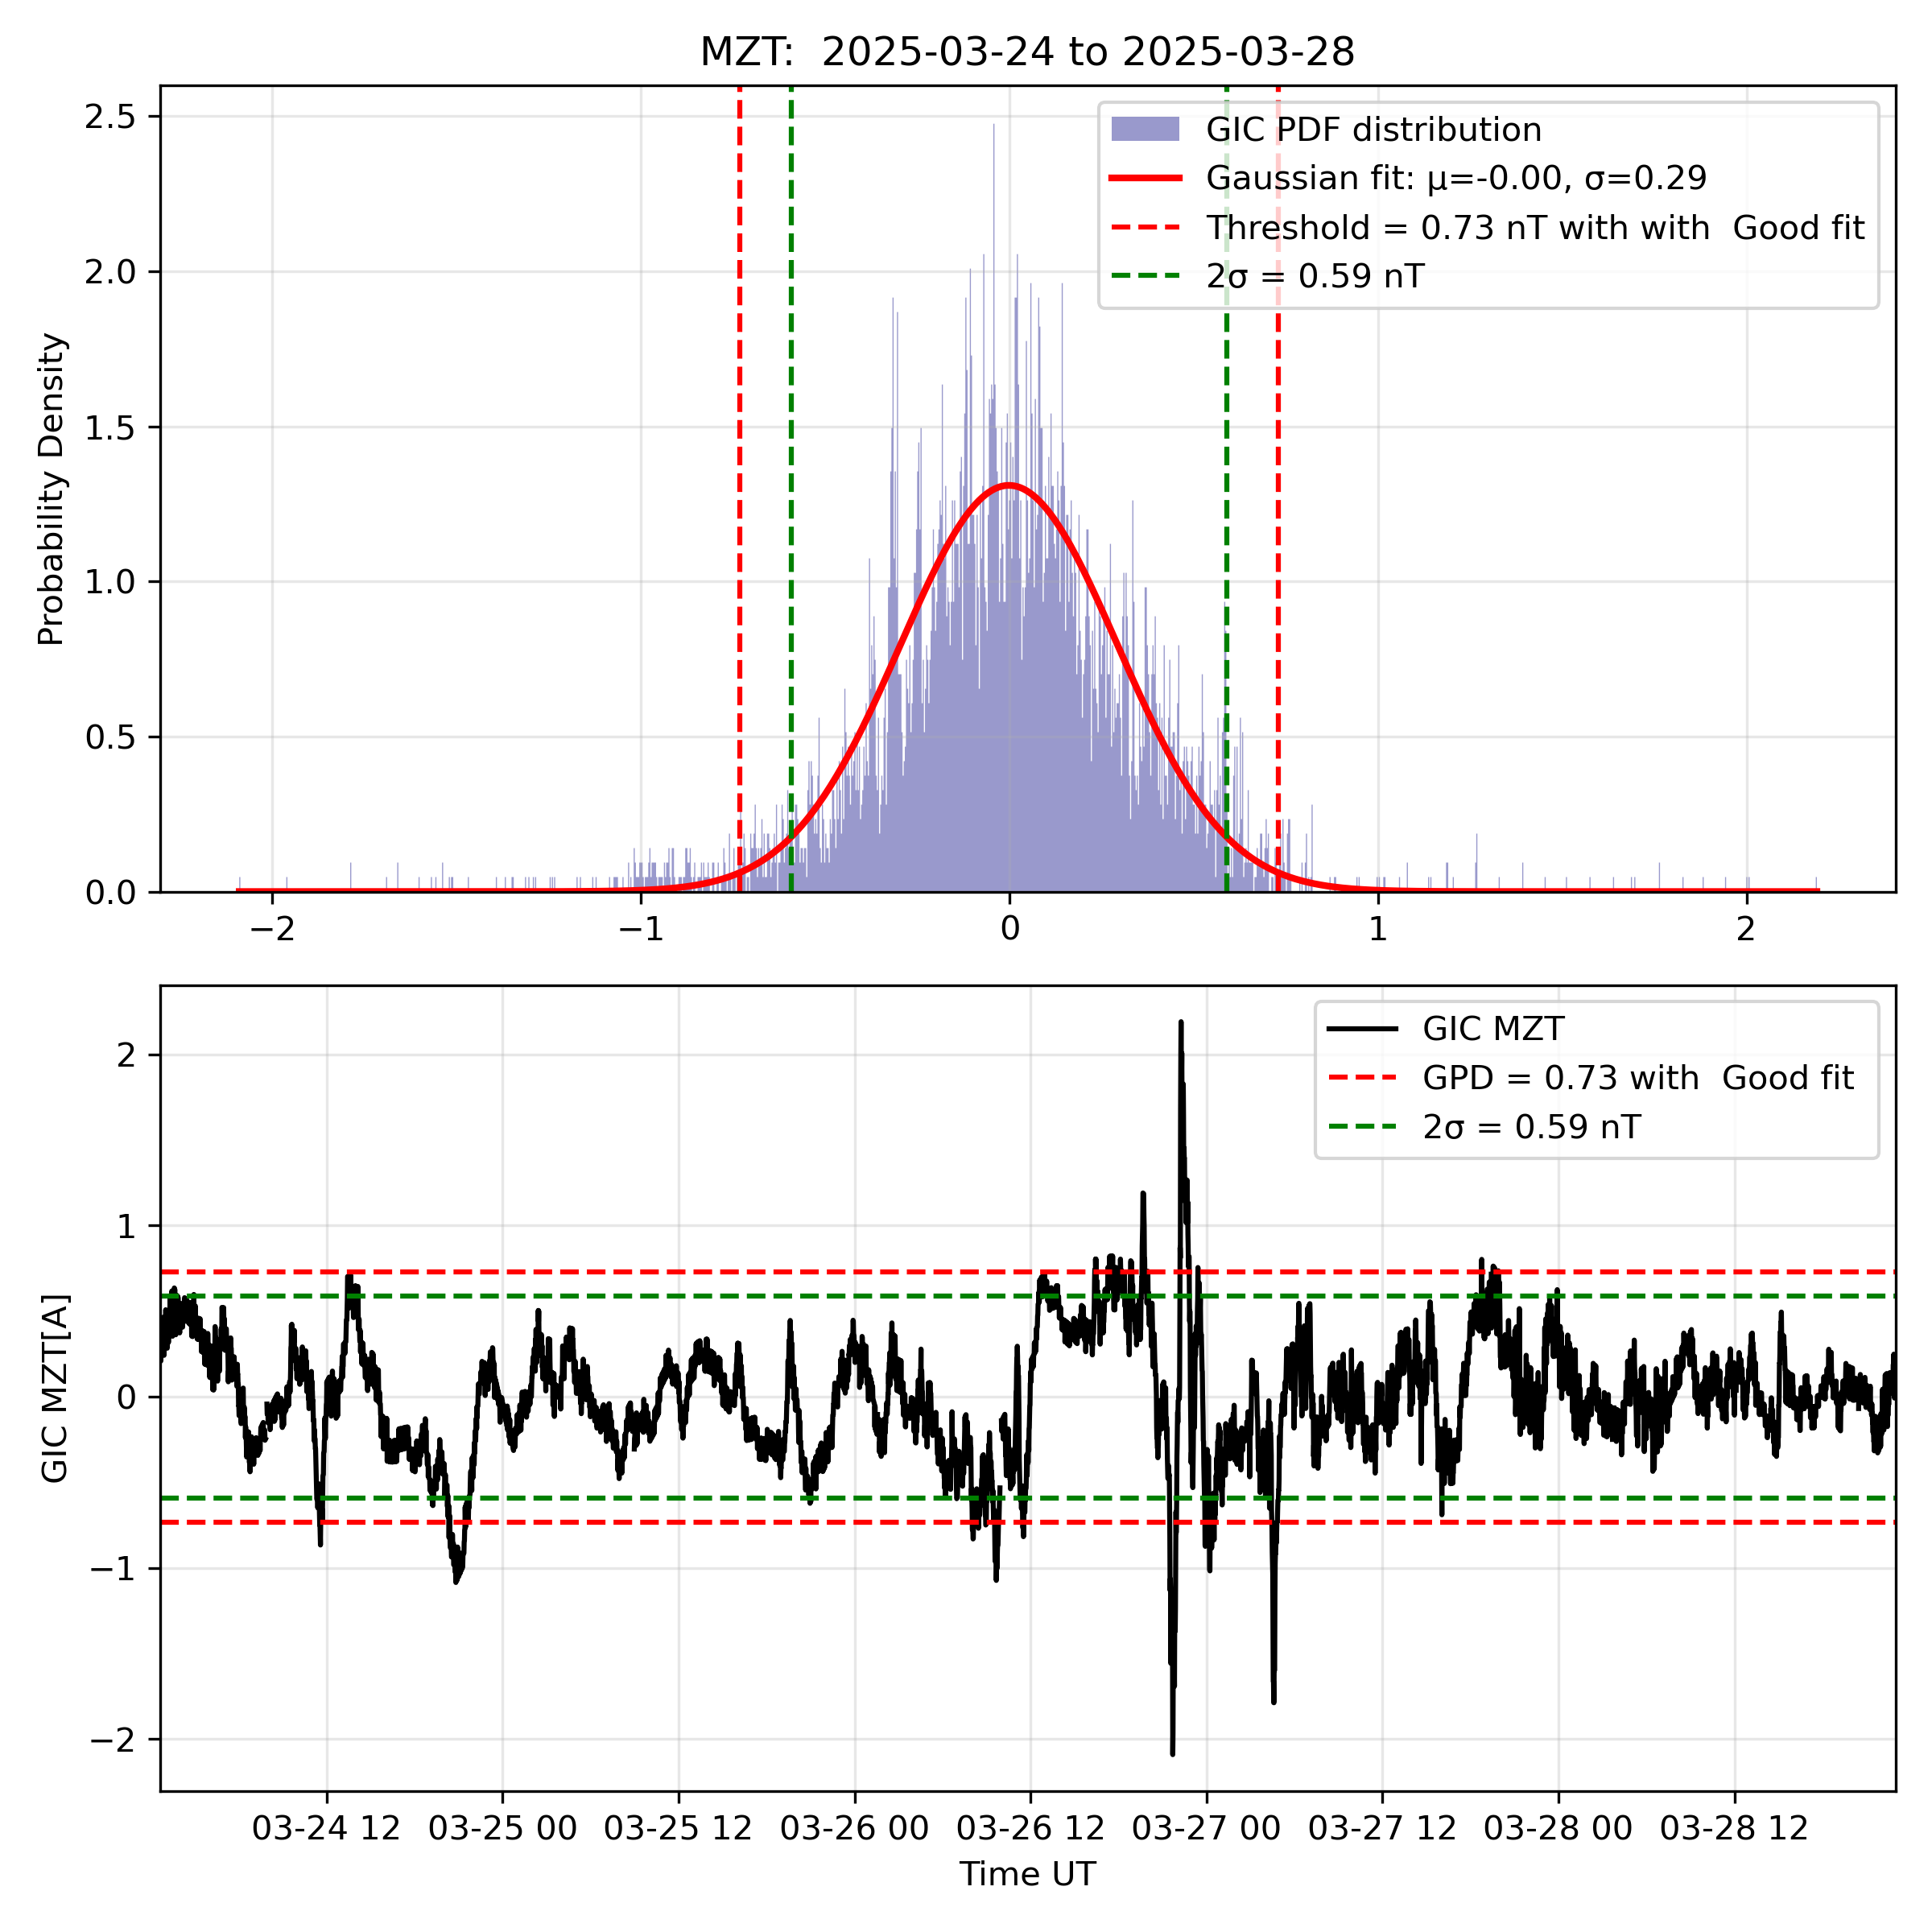 MZT:  2025-03-24 to 2025-03-28
Probability Density
2.5
2.0
1.5
1.0
0.5
0.0
−2
−1
0
1
2
GIC PDF distribution
Gaussian fit: μ=-0.00, σ=0.29
Threshold = 0.73 nT with with  Good fit
2σ = 0.59 nT
GIC MZT[A]
2
1
0
−1
−2
GIC MZT
GPD = 0.73 with  Good fit
2σ = 0.59 nT
03-24 12
03-25 00
03-25 12
03-26 00
03-26 12
03-27 00
03-27 12
03-28 00
03-28 12
Time UT